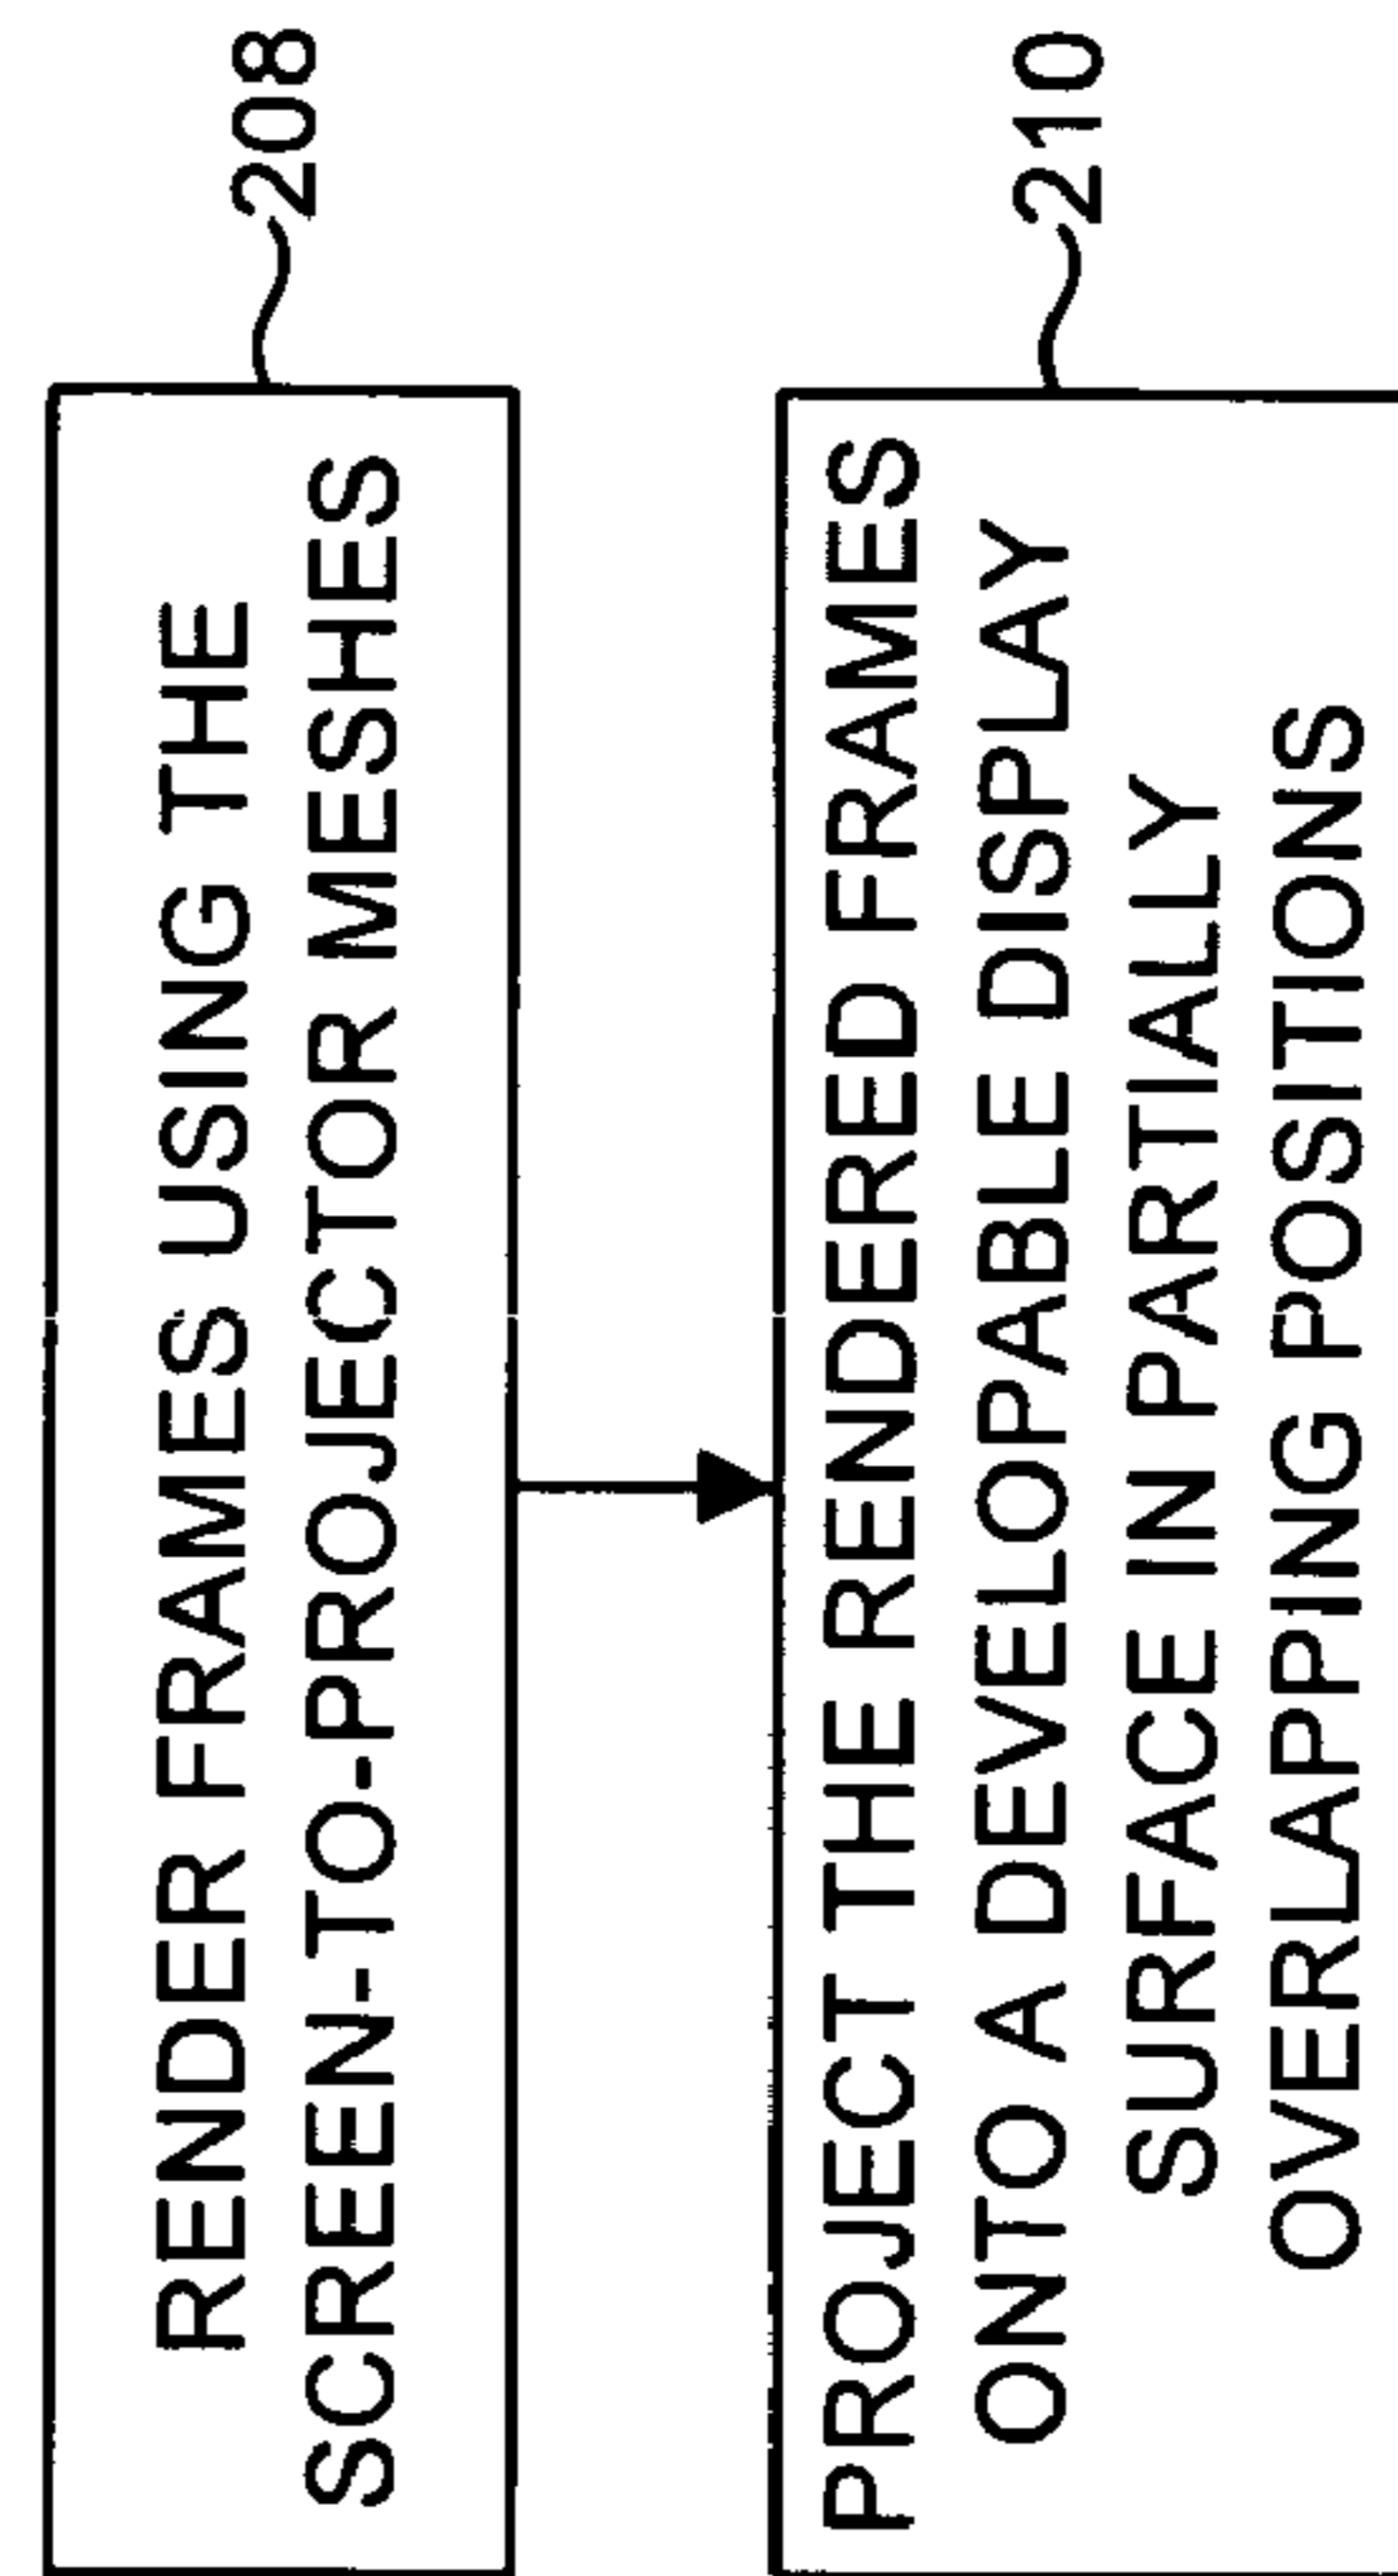 RENDER FRAMES USING THE
SCREEN-TO-PROJECTOR MESHES
208
PROJECT THE RENDERED FRAMES
ONTO A DEVELOPABLE DISPLAY
SURFACE IN PARTIALLY
OVERLAPPING POSITIONS
210